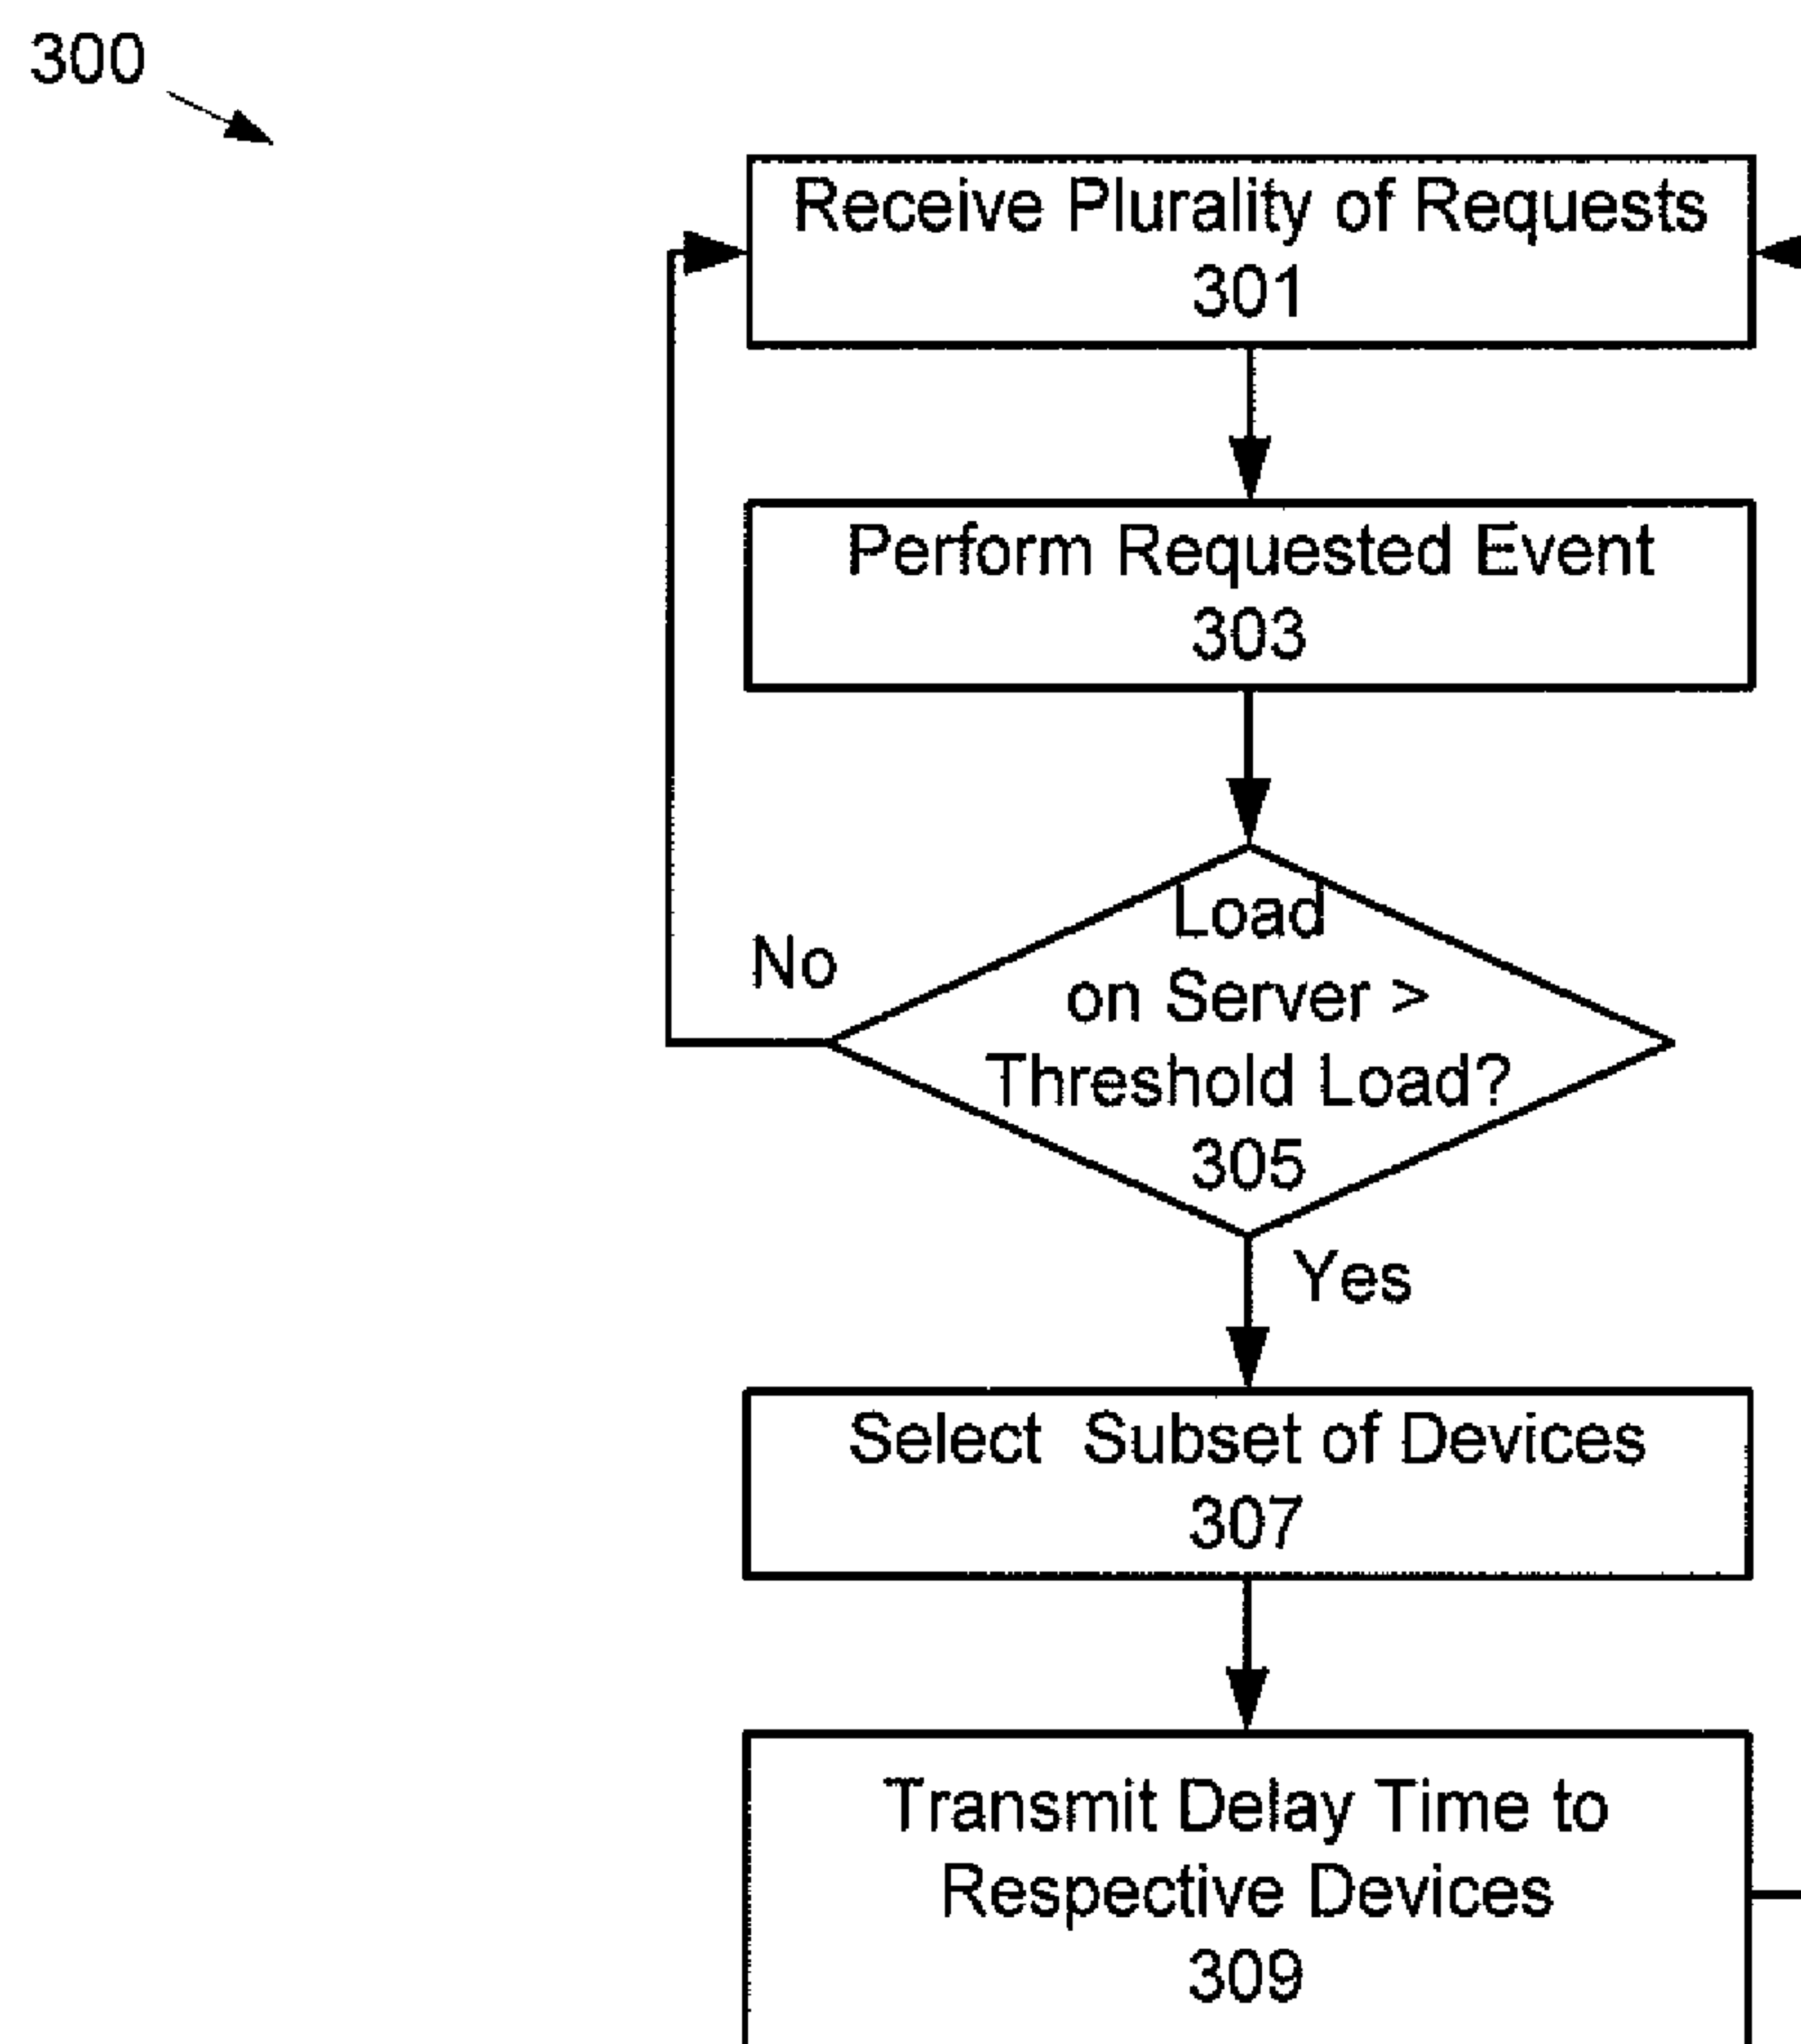 300
Receive Plurality of Requests
301
Perform Requested Event
303
Load
on Server >
Threshold Load?
305
No
Yes
Select Subset of Devices
307
Transmit Delay Time to
Respective Devices
309